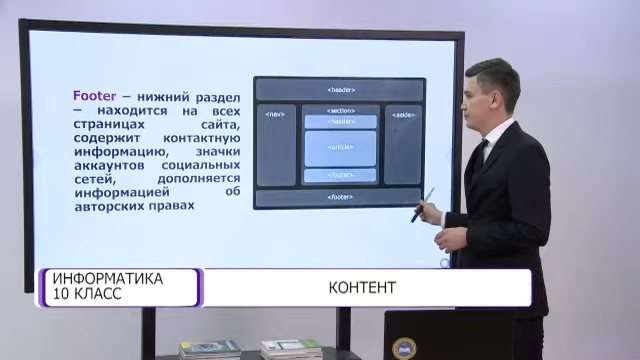 Footer – нижний раздел
– находится на всех
страницах сайта,
содержит контактную
информацию, значки
аккаунтов социальных
сетей, дополняется
информацией об
авторских правах
<header>
<nav>
<section>
<header>
<article>
<footer>
<aside>
<footer>
ИНФОРМАТИКА
10 КЛАСС
КОНТЕНТ